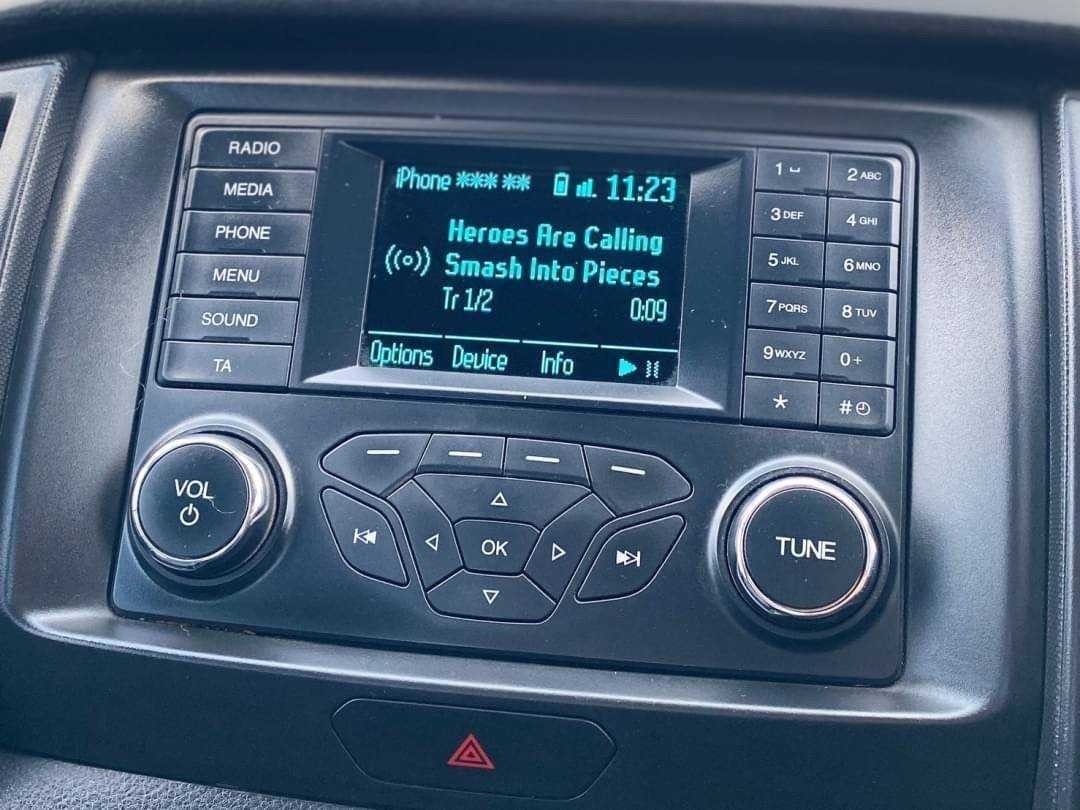 RADIO
MEDIA
PHONE
MENU
SOUND
TA
iPhone *** ** 11:23
Heroes Are Calling
Smash Into Pieces
Tr 1/2 0:09
Options Device Info
1 ⌴ 2 ABC
3 DEF 4 GHI
5 JKL 6 MNO
7 PQRS 8 TUV
9 WXYZ 0 +
* #
VOL
OK
TUNE